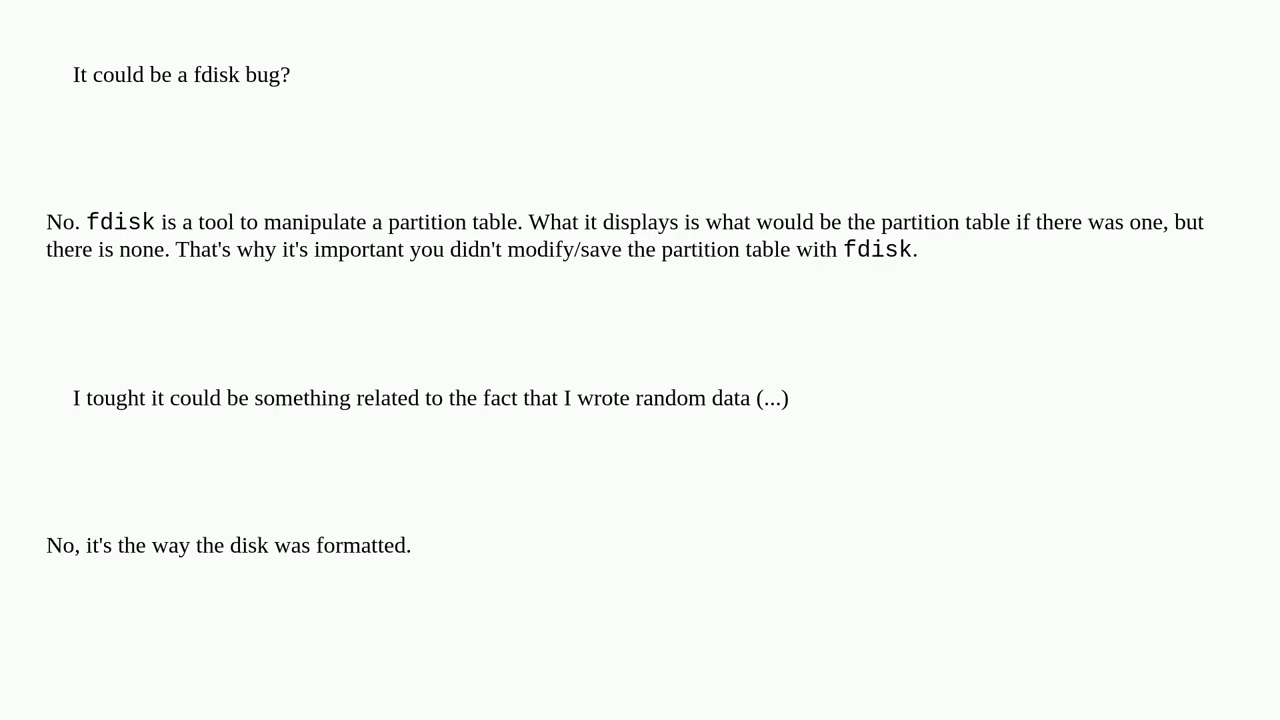 It could be a fdisk bug?
No. fdisk is a tool to manipulate a partition table. What it displays is what would be the partition table if there was one, but
there is none. That's why it's important you didn't modify/save the partition table with fdisk.
I tought it could be something related to the fact that I wrote random data (...)
No, it's the way the disk was formatted.